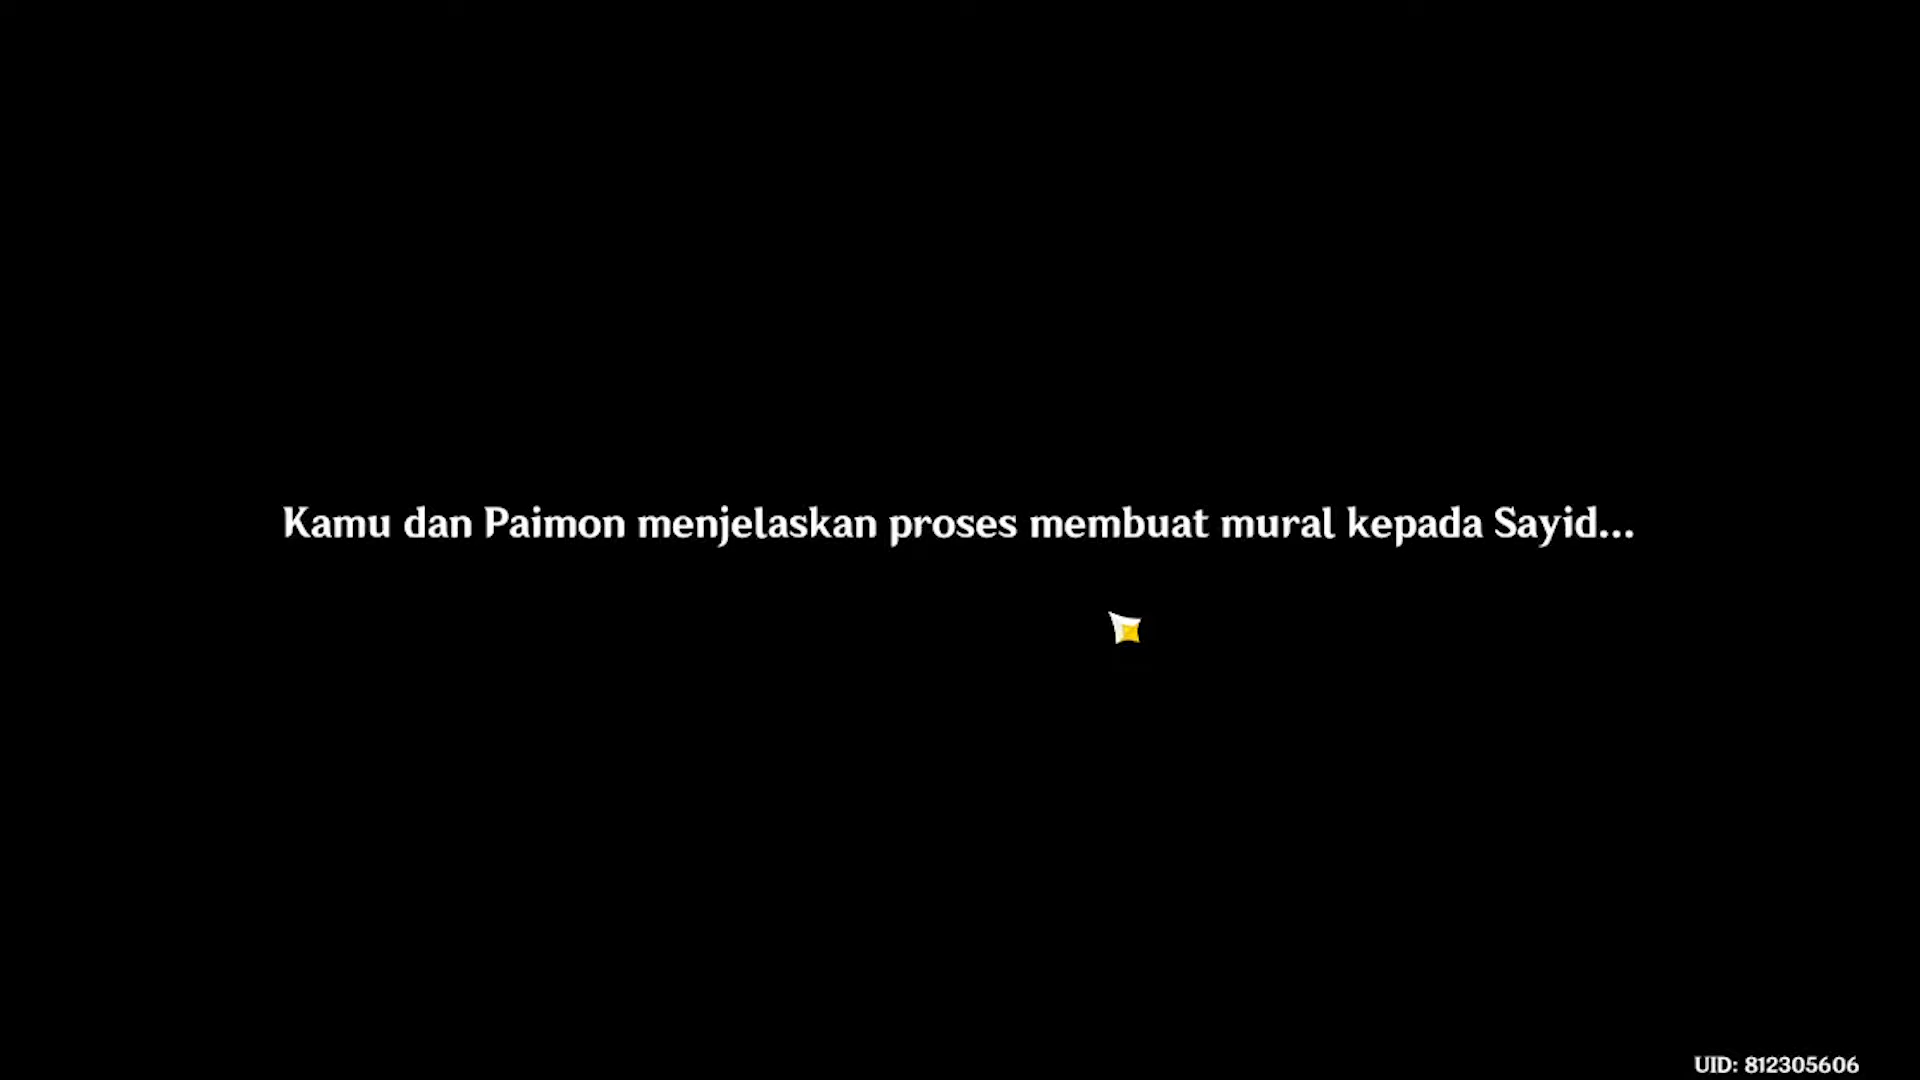 Kamu dan Paimon menjelaskan proses membuat mural kepada Sayid...
UID: 812305606